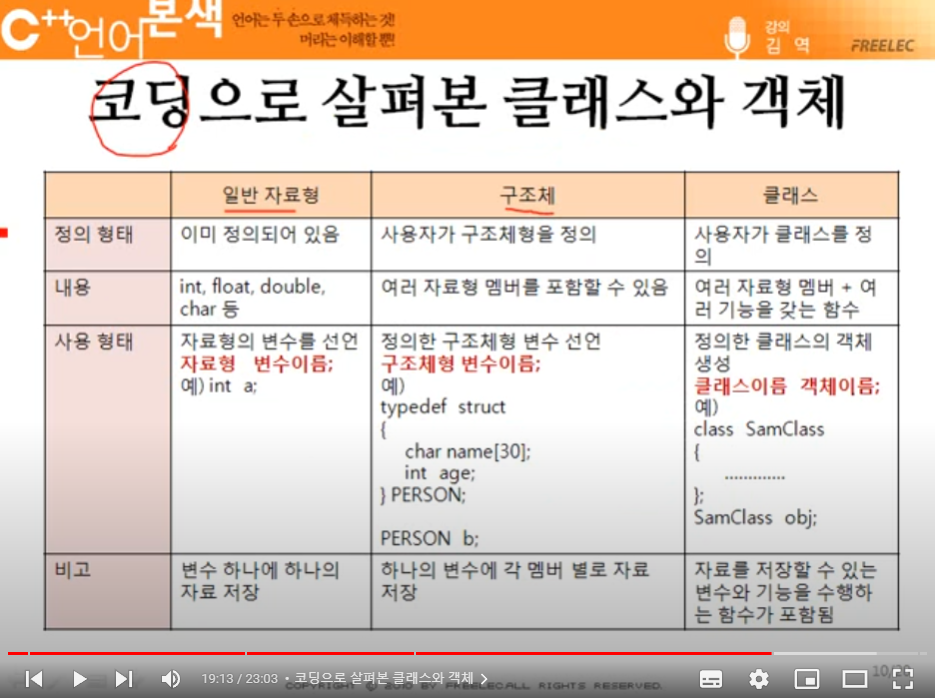 C++언어본색
언어는 두 손으로 체득하는 것!
머리는 이해할 뿐!
강의
김 역
FREELEC
코딩으로 살펴본 클래스와 객체
일반 자료형
구조체
클래스
정의 형태
이미 정의되어 있음
사용자가 구조체형을 정의
사용자가 클래스를 정
의
내용
int, float, double,
char 등
여러 자료형 멤버를 포함할 수 있음
여러 자료형 멤버 + 여
러 기능을 갖는 함수
사용 형태
자료형의 변수를 선언
자료형 변수이름;
예) int a;
정의한 구조체형 변수 선언
구조체형 변수이름;
예)
typedef struct
{
char name[30];
int age;
} PERSON;
PERSON b;
정의한 클래스의 객체
생성
클래스이름 객체이름;
예)
class SamClass
{
.............
};
SamClass obj;
비고
변수 하나에 하나의
자료 저장
하나의 변수에 각 멤버 별로 자료
저장
자료를 저장할 수 있는
변수와 기능을 수행하
는 함수가 포함됨
19:13 / 23:03 • 코딩으로 살펴본 클래스와 객체
COPYRIGHT © 2010 BY FREELEC.ALL RIGHTS RESERVED.